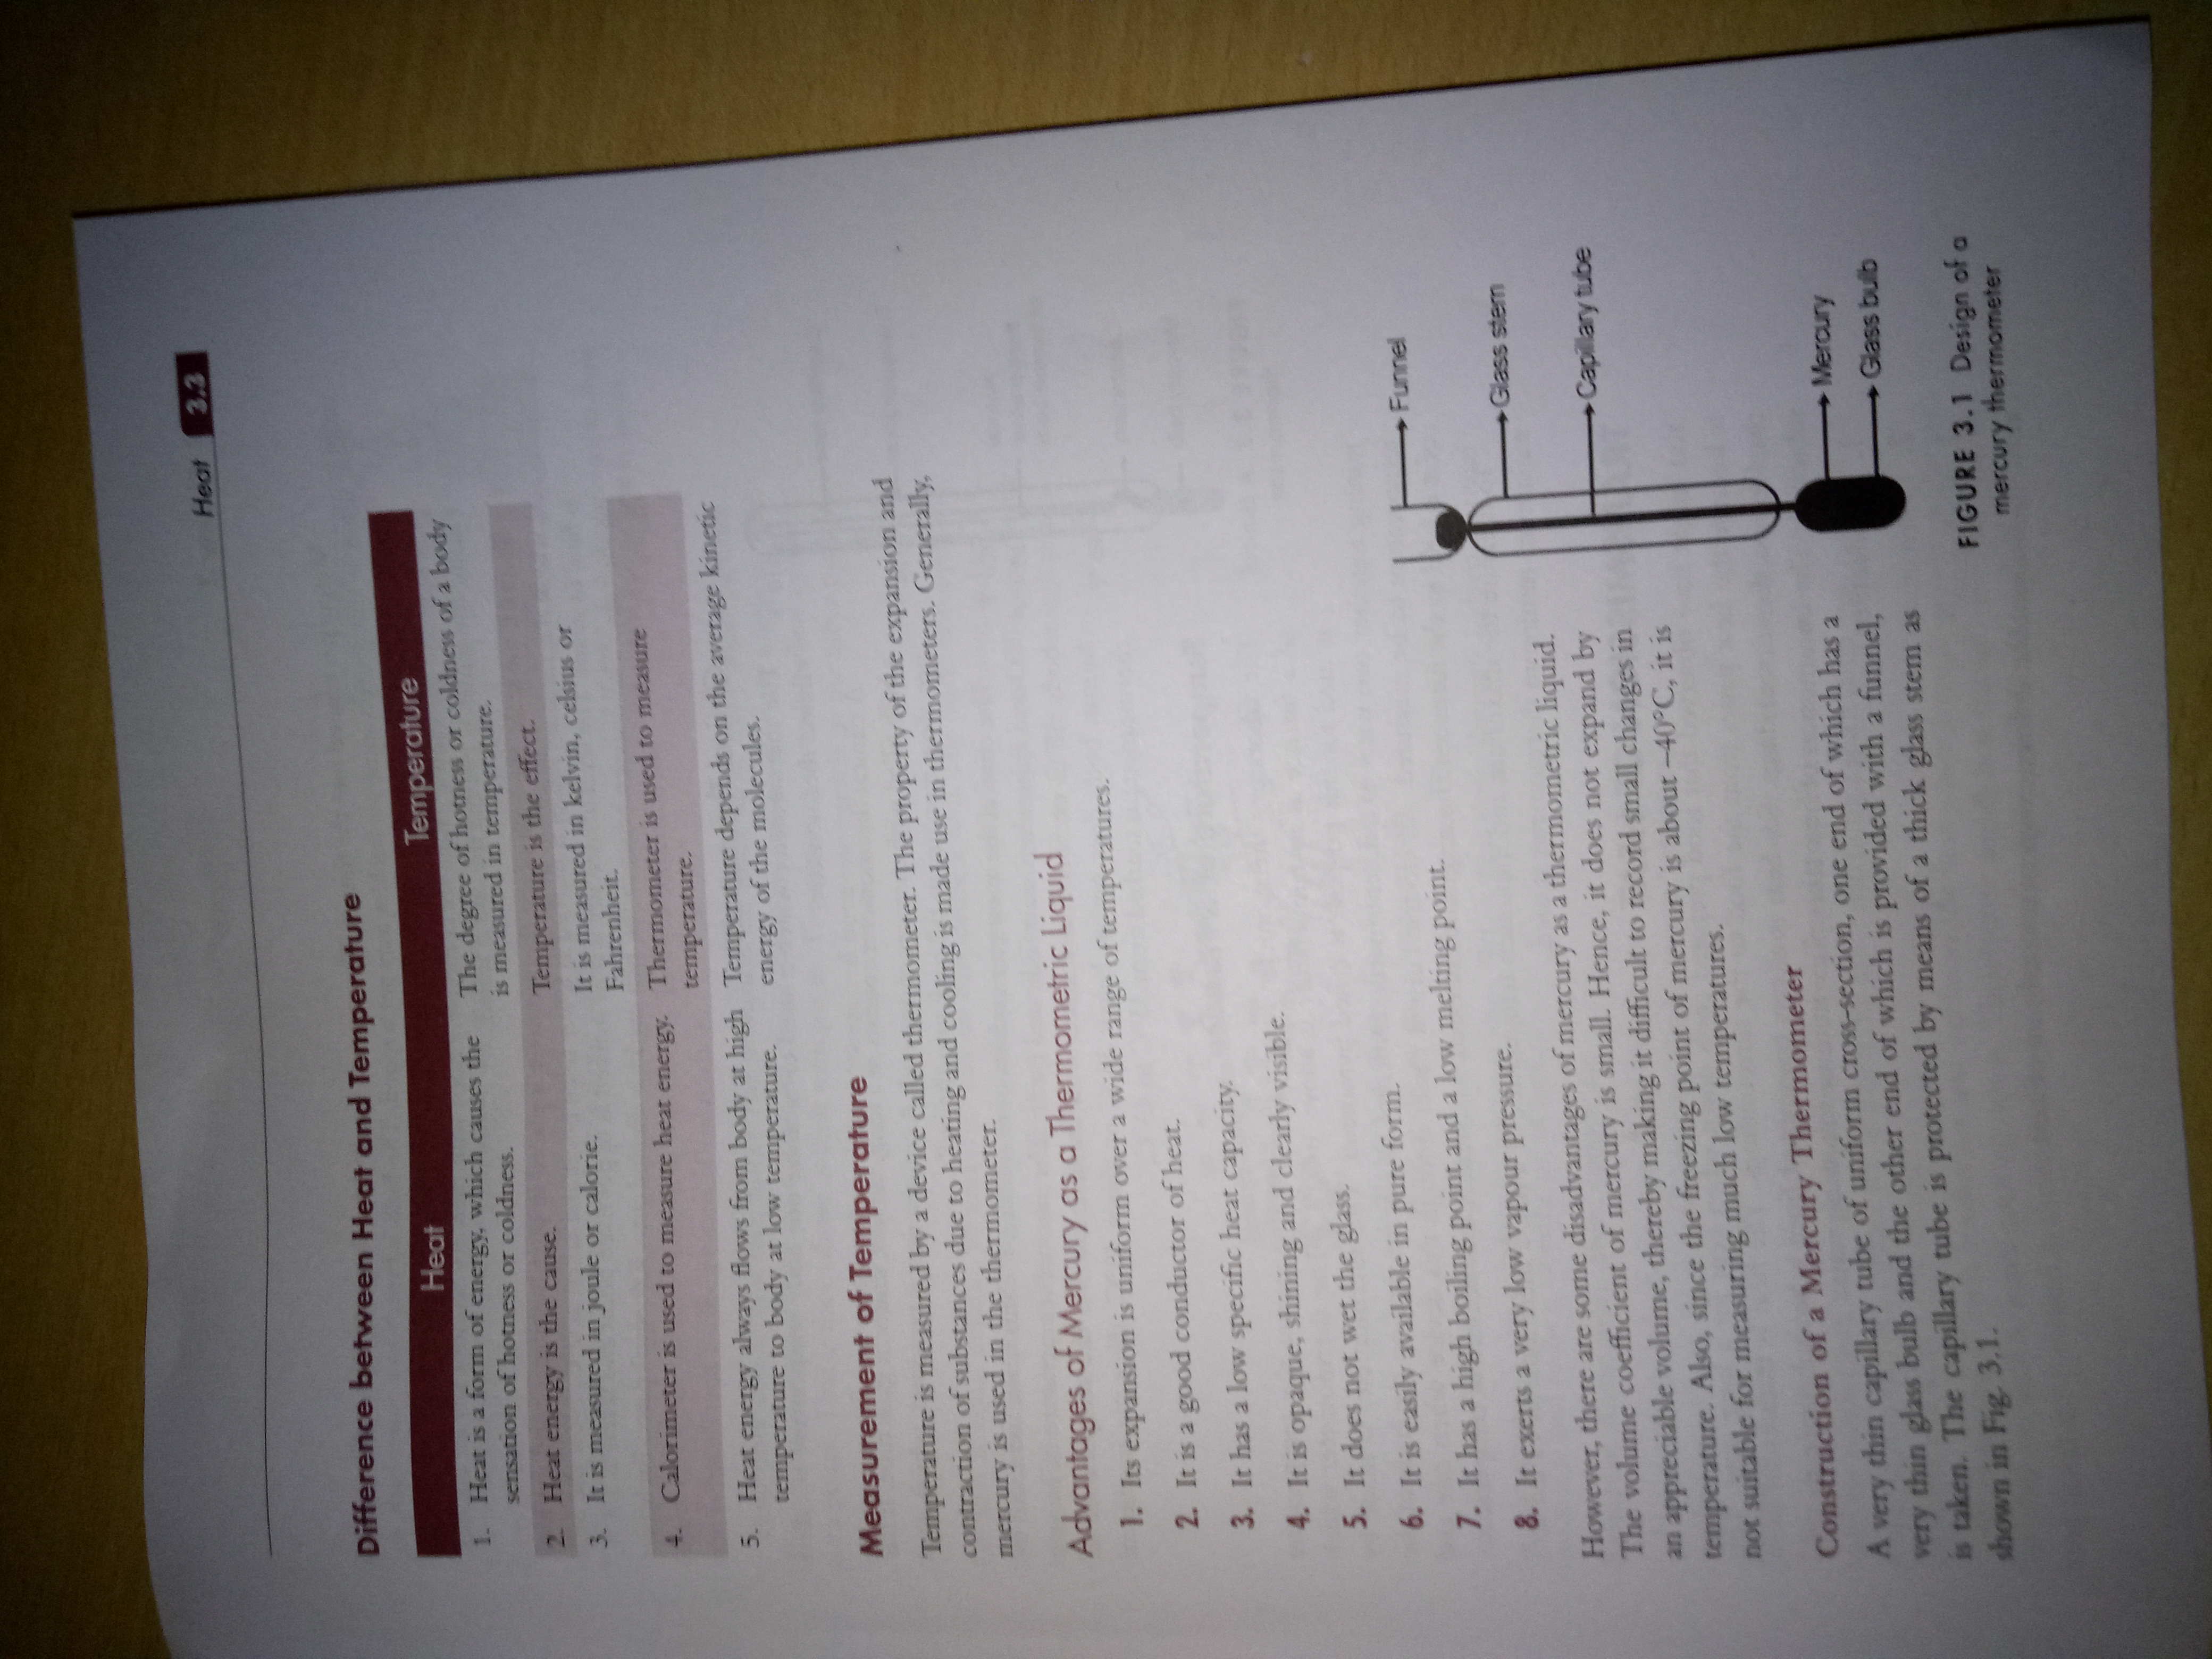 Heat 3.3
Difference between Heat and Temperature
Heat Temperature
1. Heat is a form of energy, which causes the
sensation of hotness or coldness.
The degree of hotness or coldness of a body
is measured in temperature.
2. Heat energy is the cause.
Temperature is the effect.
3. It is measured in joule or calorie.
It is measured in kelvin, celsius or
Fahrenheit.
4. Calorimeter is used to measure heat energy.
Thermometer is used to measure
temperature.
5. Heat energy always flows from body at high
temperature to body at low temperature.
Temperature depends on the average kinetic
energy of the molecules.
Measurement of Temperature
Temperature is measured by a device called thermometer. The property of the expansion and
contraction of substances due to heating and cooling is made use in thermometers. Generally,
mercury is used in the thermometer.
Advantages of Mercury as a Thermometric Liquid
1. Its expansion is uniform over a wide range of temperatures.
2. It is a good conductor of heat.
3. It has a low specific heat capacity.
4. It is opaque, shining and clearly visible.
5. It does not wet the glass.
6. It is easily available in pure form.
7. It has a high boiling point and a low melting point.
8. It exerts a very low vapour pressure.
However, there are some disadvantages of mercury as a thermometric liquid.
The volume coefficient of mercury is small. Hence, it does not expand by
an appreciable volume, thereby making it difficult to record small changes in
temperature. Also, since the freezing point of mercury is about –40°C, it is
not suitable for measuring much low temperatures.
Construction of a Mercury Thermometer
A very thin capillary tube of uniform cross-section, one end of which has a
very thin glass bulb and the other end of which is provided with a funnel,
is taken. The capillary tube is protected by means of a thick glass stem as
shown in Fig. 3.1.
Funnel
Glass stem
Capillary tube
Mercury
Glass bulb
FIGURE 3.1 Design of a
mercury thermometer